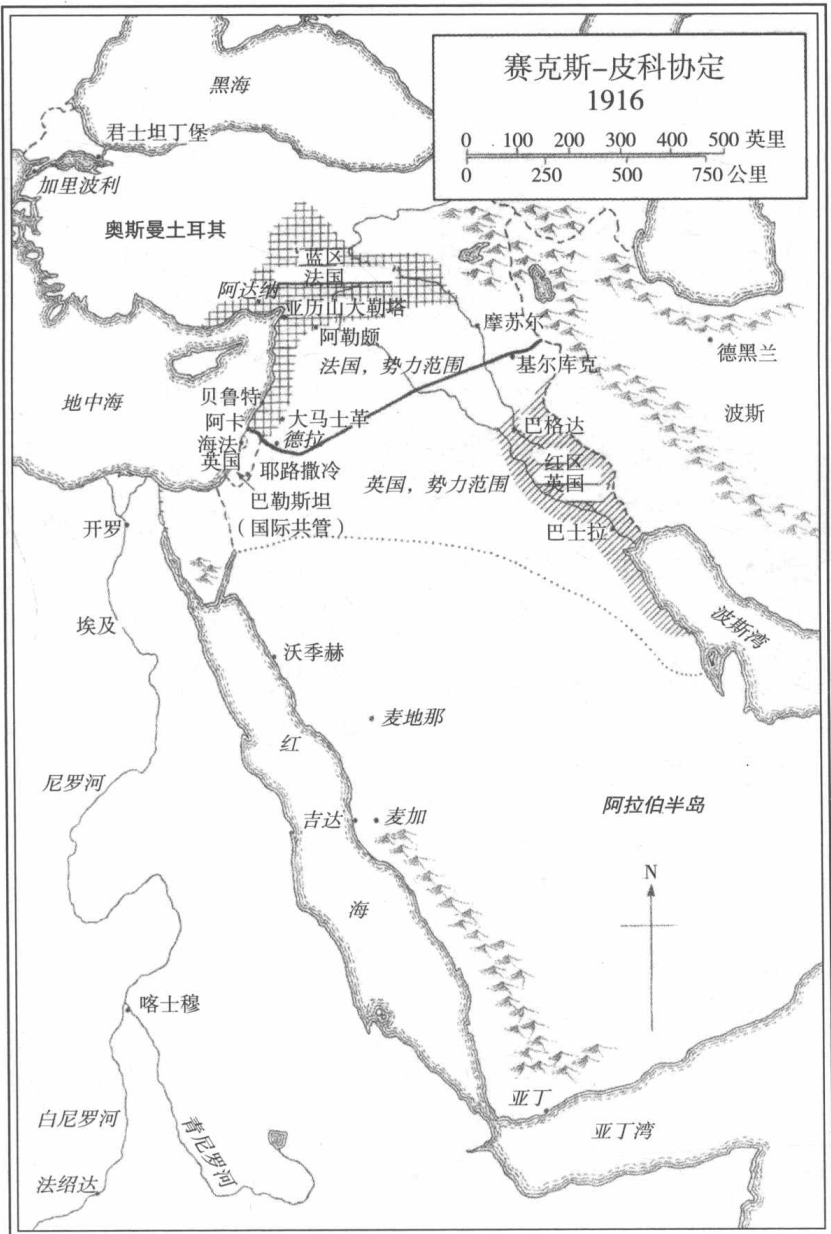 赛克斯-皮科协定
1916
0 100 200 300 400 500 英里
0 250 500 750 公里
黑海
君士坦丁堡
加里波利
奥斯曼土耳其
蓝区
法国
阿达纳
亚历山大勒塔
阿勒颇
摩苏尔
德黑兰
法国，势力范围
基尔库克
地中海
贝鲁特
波斯
阿卡
大马士革
巴格达
海法
德拉
英国
耶路撒冷
红区
英国，势力范围
英国
巴勒斯坦
（国际共管）
开罗
巴士拉
埃及
波斯湾
沃季赫
麦地那
红
尼罗河
阿拉伯半岛
吉达
麦加
N
海
喀士穆
亚丁
白尼罗河
青尼罗河
亚丁湾
法绍达